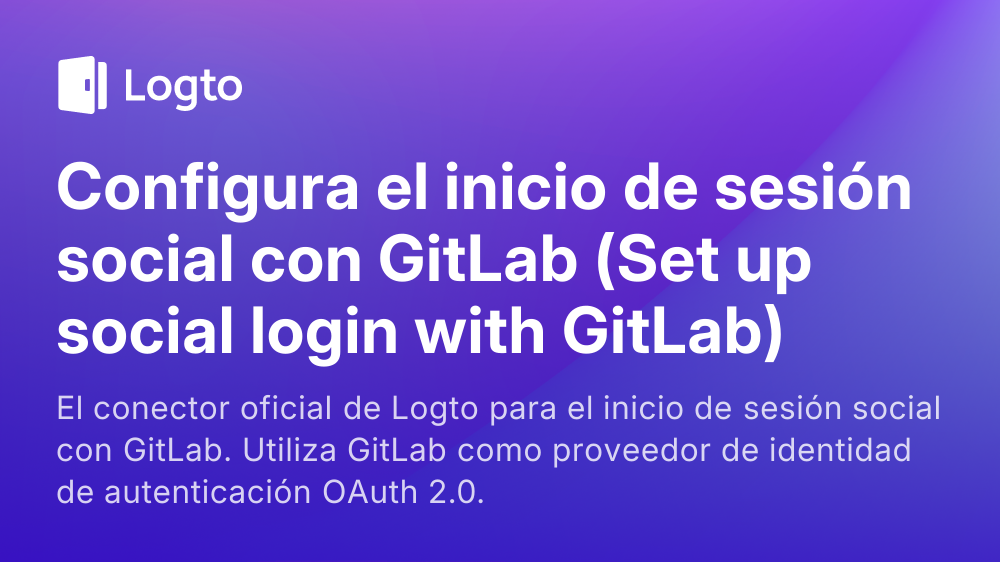 Logto
Configura el inicio de sesión
social con GitLab (Set up
social login with GitLab)
El conector oficial de Logto para el inicio de sesión social
con GitLab. Utiliza GitLab como proveedor de identidad
de autenticación OAuth 2.0.